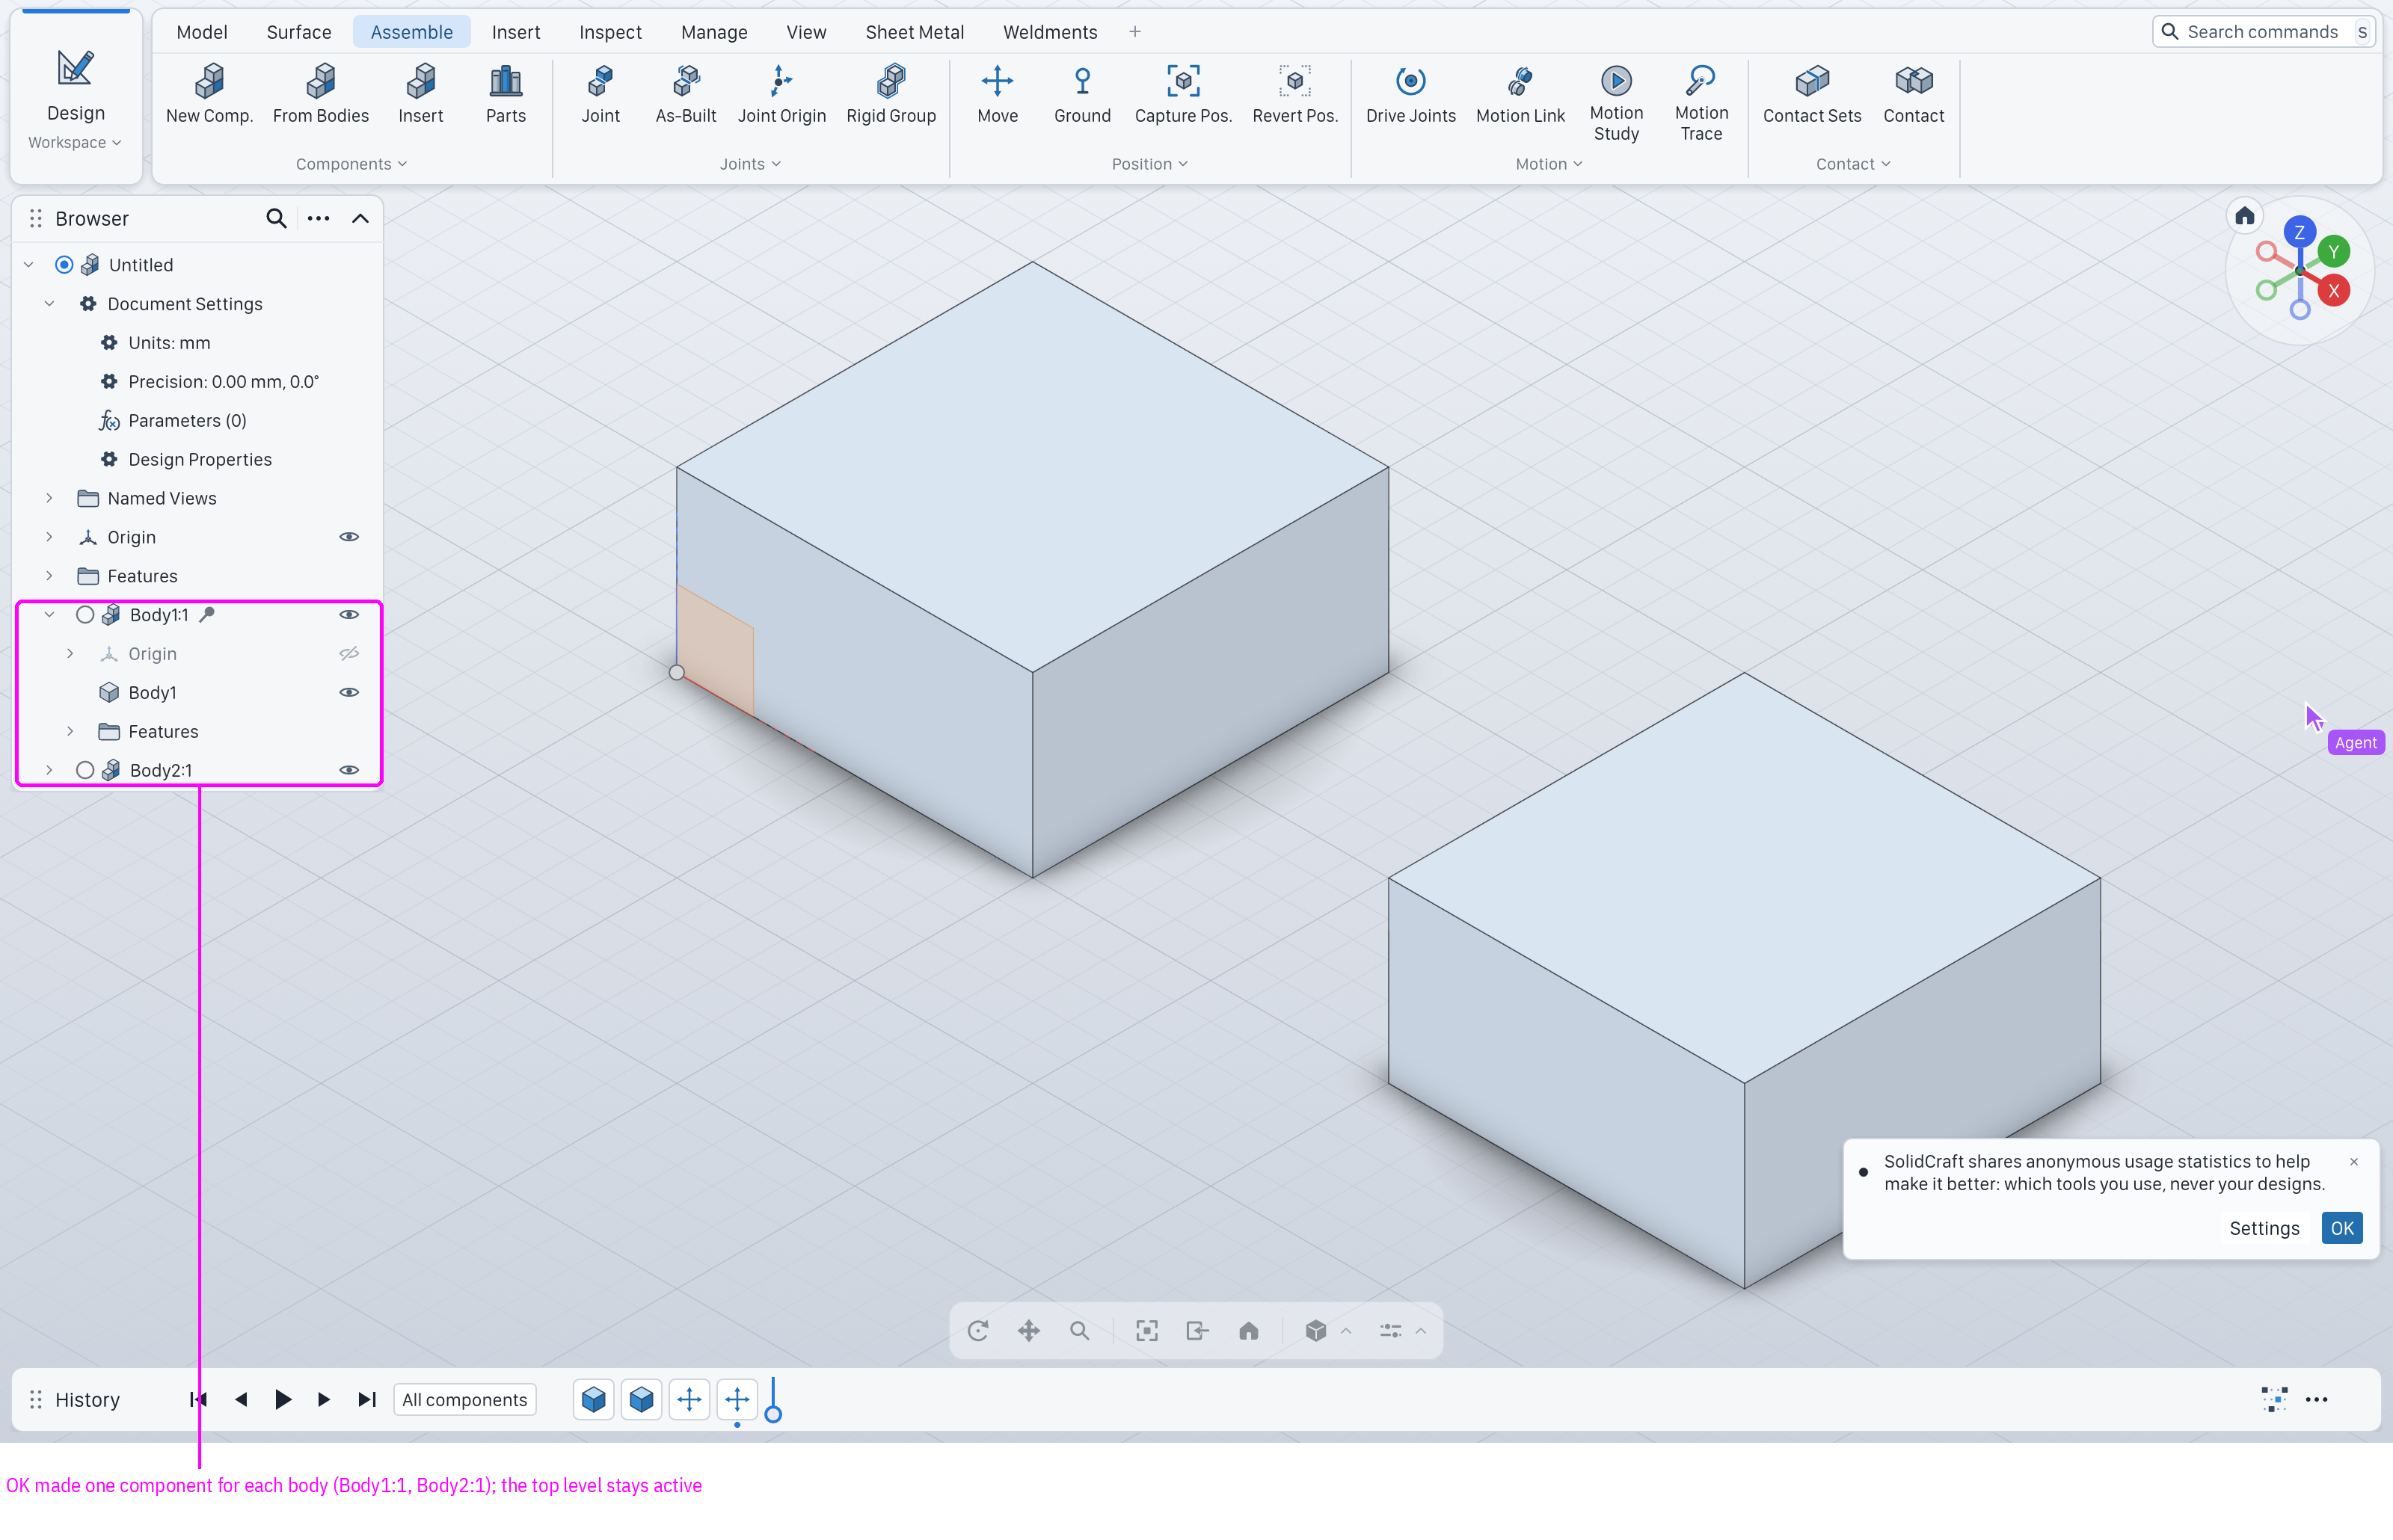 Design
Workspace
Model Surface Assemble Insert Inspect Manage View Sheet Metal Weldments +
Search commands S
New Comp. From Bodies Insert Parts
Components
Joint As-Built Joint Origin Rigid Group
Joints
Move Ground Capture Pos. Revert Pos.
Position
Drive Joints Motion Link Motion Study Motion Trace
Motion
Contact Sets Contact
Contact
Browser
Untitled
Document Settings
Units: mm
Precision: 0.00 mm, 0.0°
Parameters (0)
Design Properties
Named Views
Origin
Features
Body1:1
Origin
Body1
Features
Body2:1
Z
Y
X
Agent
SolidCraft shares anonymous usage statistics to help
make it better: which tools you use, never your designs.
Settings OK
History All components
OK made one component for each body (Body1:1, Body2:1); the top level stays active